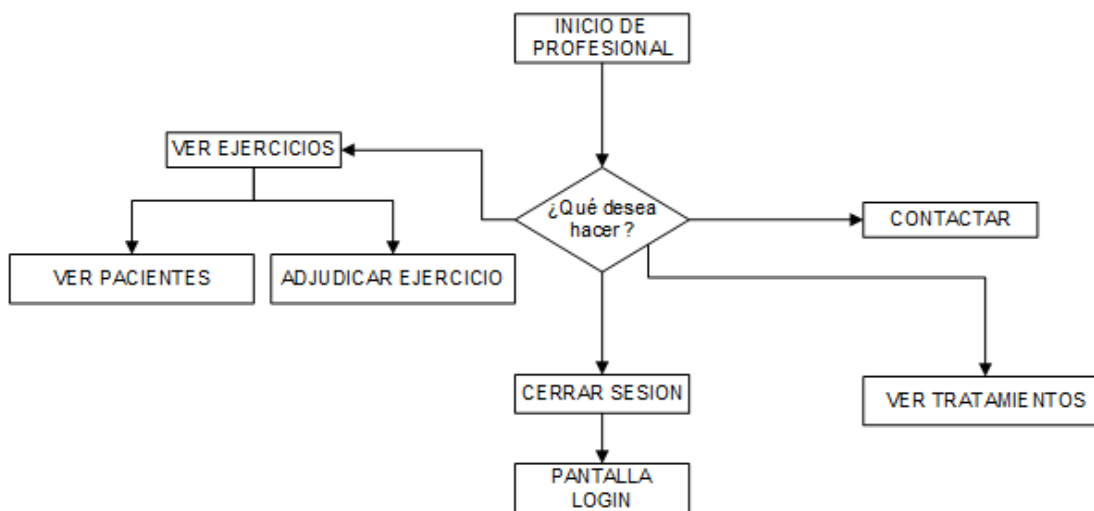 INICIO DE
PROFESIONAL
VER EJERCICIOS
¿Qué desea
hacer ?
CONTACTAR
VER PACIENTES
ADJUDICAR EJERCICIO
CERRAR SESION
VER TRATAMIENTOS
PANTALLA
LOGIN